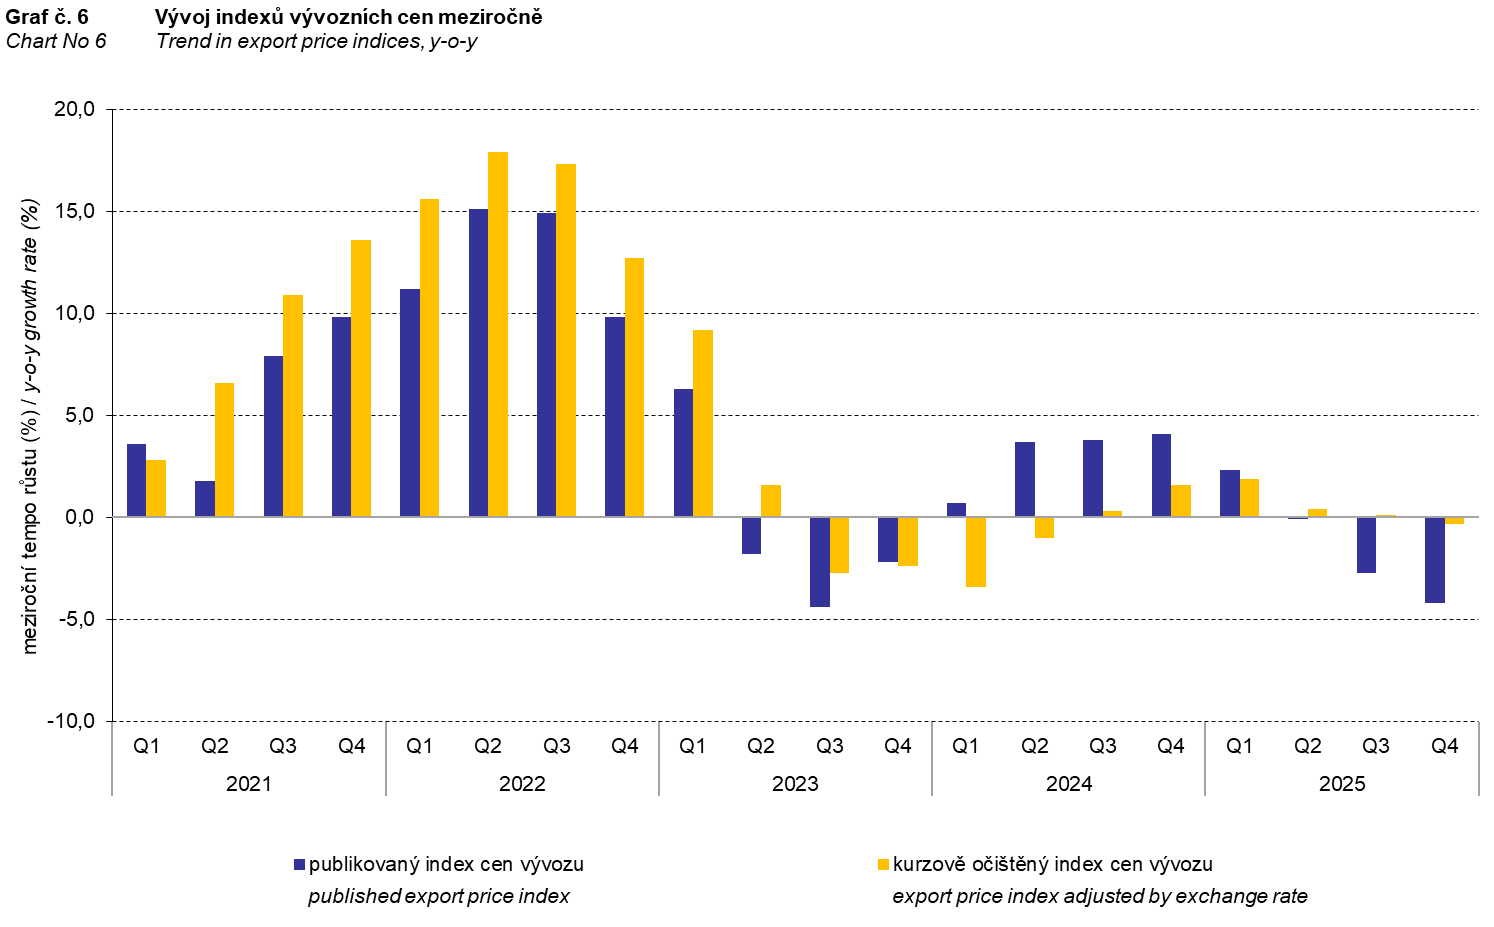 Graf č. 6 Vývoj indexů vývozních cen meziročně
Chart No 6 Trend in export price indices, y-o-y
meziroční tempo růstu (%) / y-o-y growth rate (%)
20,0
15,0
10,0
5,0
0,0
-5,0
-10,0
Q1 Q2 Q3 Q4 Q1 Q2 Q3 Q4 Q1 Q2 Q3 Q4 Q1 Q2 Q3 Q4 Q1 Q2 Q3 Q4
2021 2022 2023 2024 2025
publikovaný index cen vývozu kurzově očištěný index cen vývozu
published export price index export price index adjusted by exchange rate